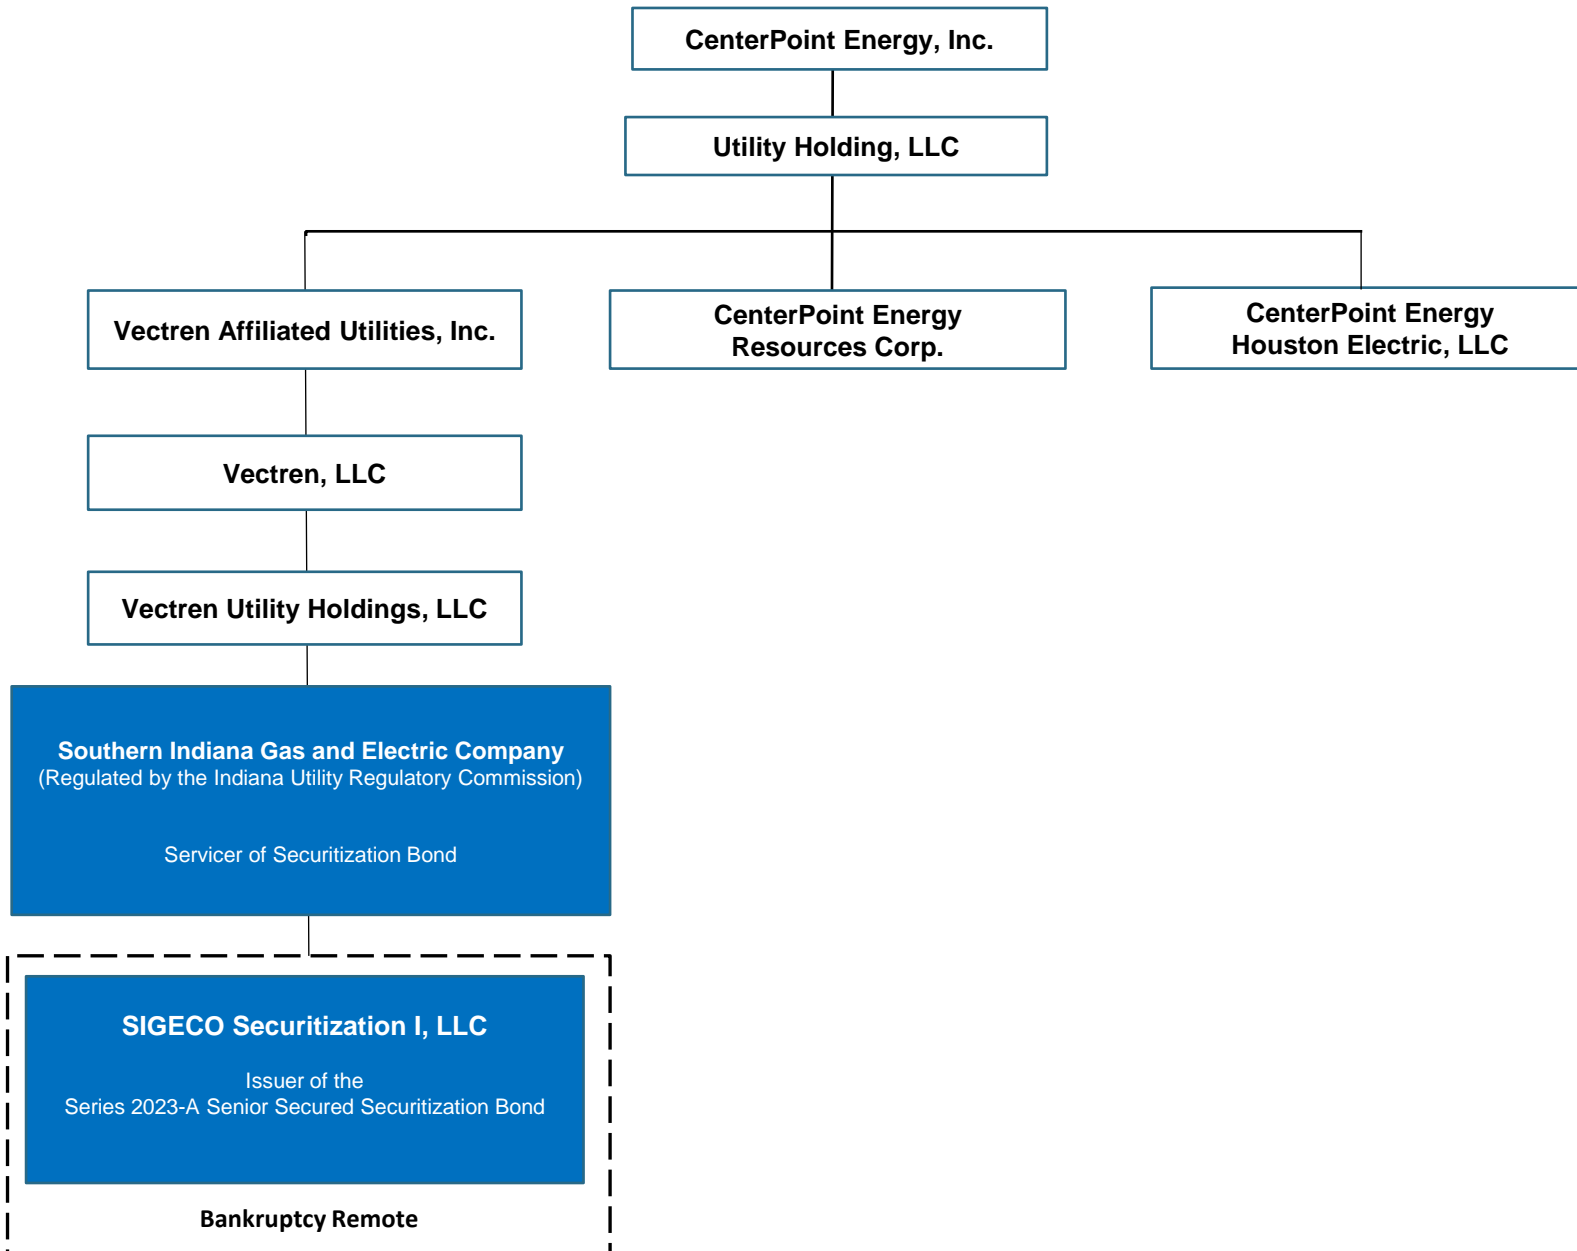 CenterPoint Energy, Inc.
Utility Holding, LLC
Vectren Affiliated Utilities, Inc.
CenterPoint Energy
Resources Corp.
CenterPoint Energy
Houston Electric, LLC
Vectren, LLC
Vectren Utility Holdings, LLC
Southern Indiana Gas and Electric Company
(Regulated by the Indiana Utility Regulatory Commission)
Servicer of Securitization Bond
SIGECO Securitization I, LLC
Issuer of the
Series 2023-A Senior Secured Securitization Bond
Bankruptcy Remote